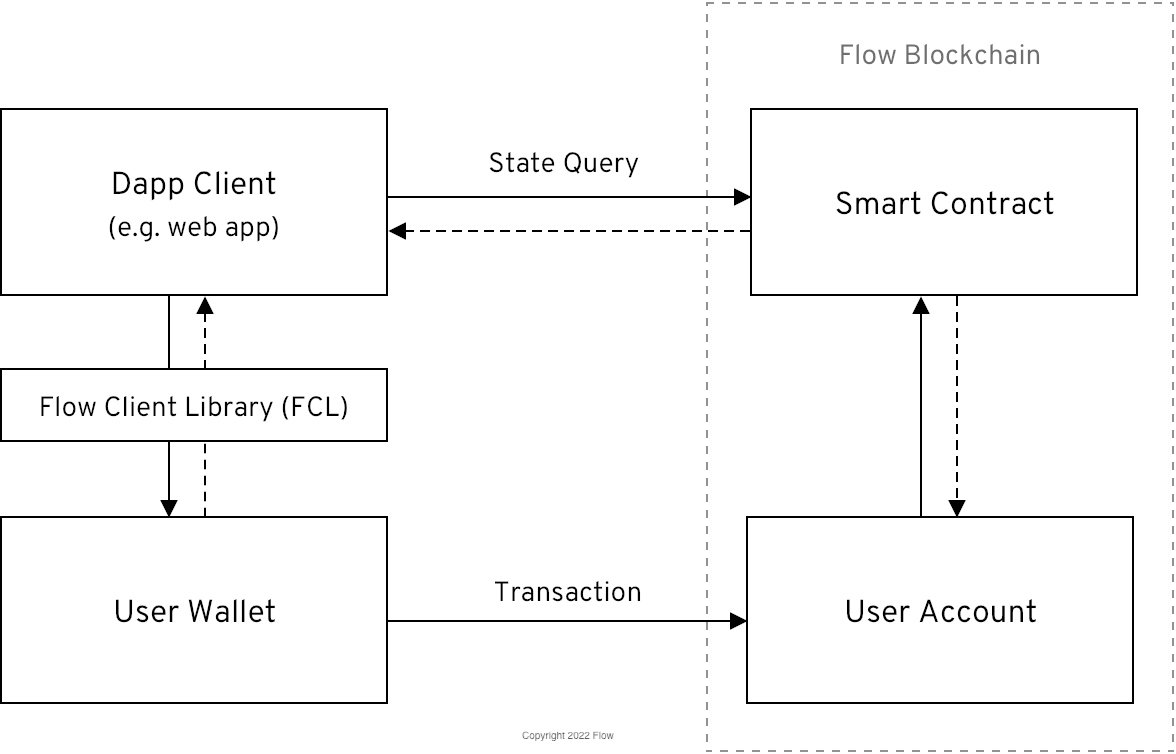 Flow Blockchain
Dapp Client
(e.g. web app)
State Query
Smart Contract
Flow Client Library (FCL)
User Wallet
Transaction
User Account
Copyright 2022 Flow